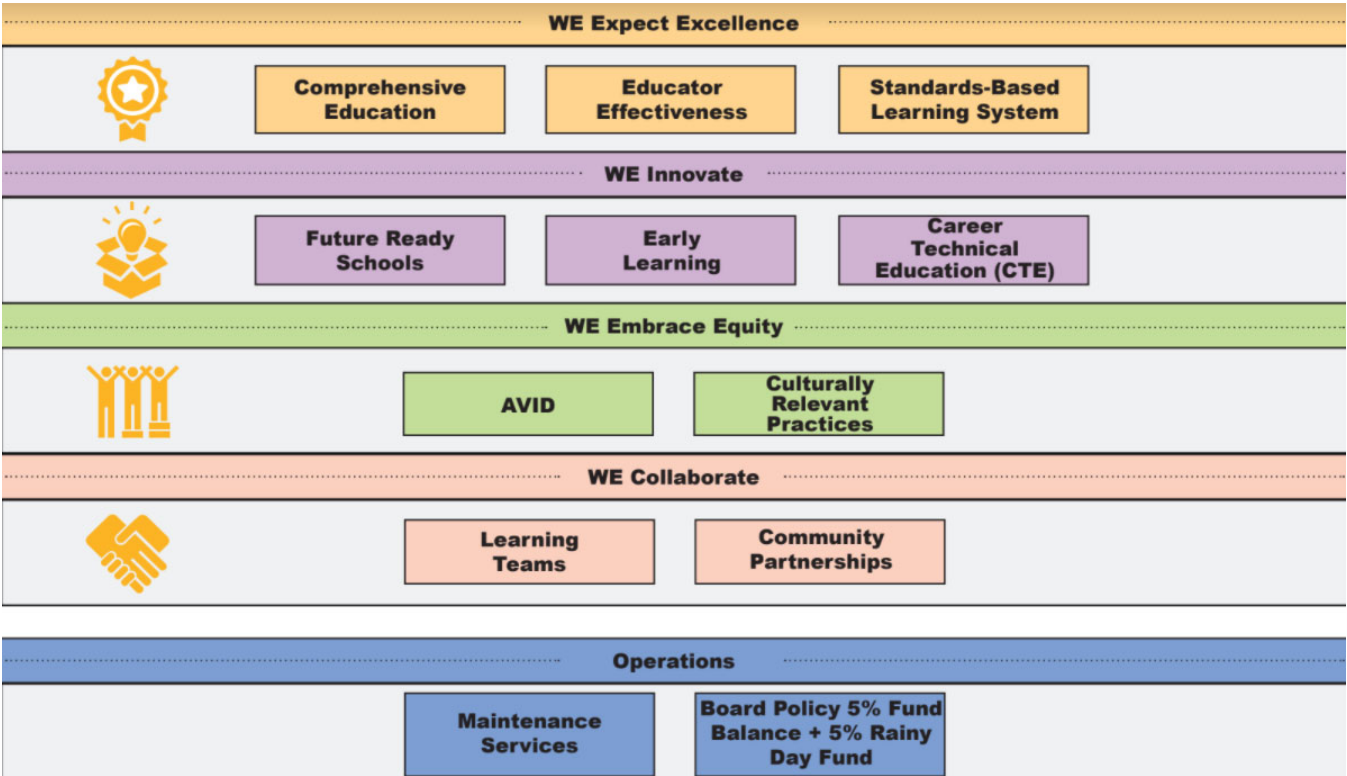 WE Expect Excellence
Comprehensive
Education
Educator
Effectiveness
Standards-Based
Learning System
WE Innovate
Future Ready
Schools
Early
Learning
Career
Technical
Education (CTE)
WE Embrace Equity
AVID
Culturally
Relevant
Practices
WE Collaborate
Learning
Teams
Community
Partnerships
Operations
Maintenance
Services
Board Policy 5% Fund
Balance + 5% Rainy
Day Fund